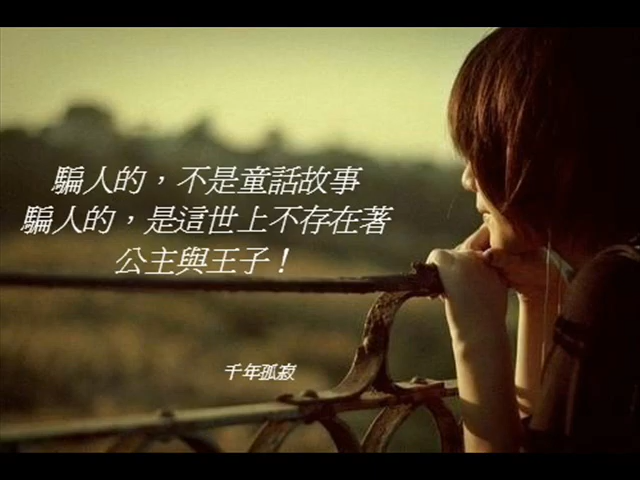 騙人的，不是童話故事
騙人的，是這世上不存在著
公主與王子！
千年孤寂